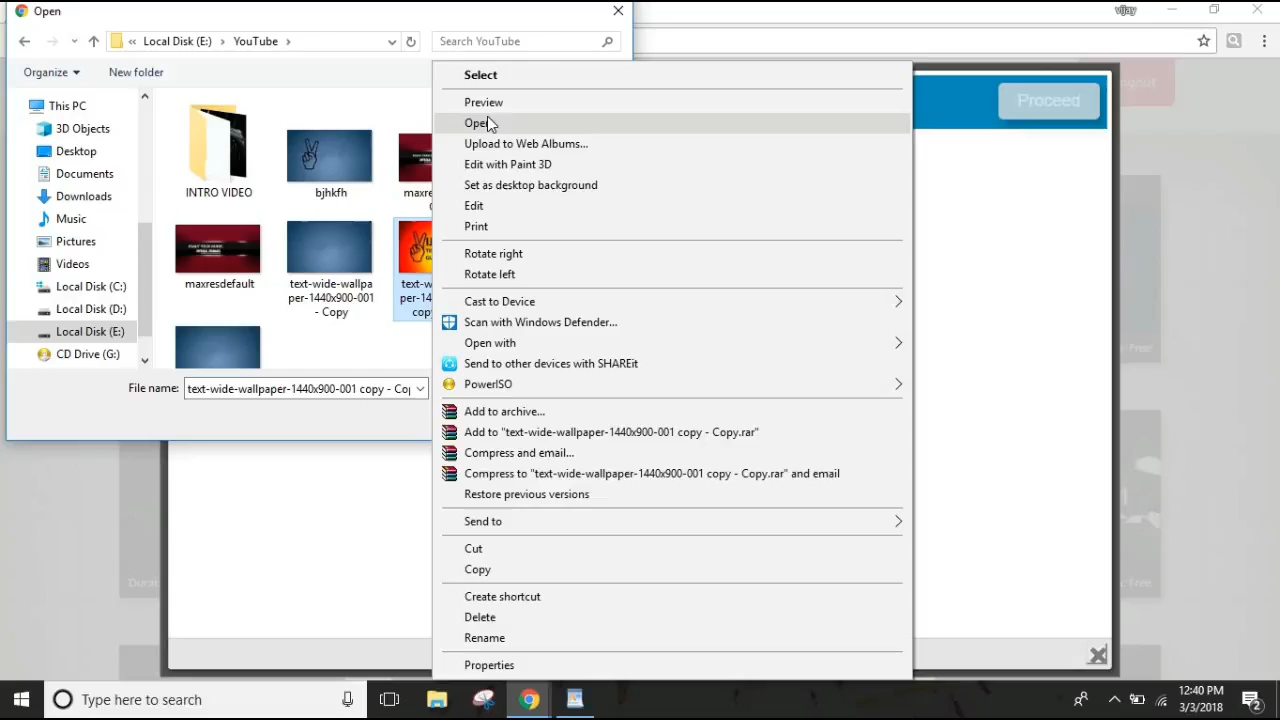 Open
vijay
« Local Disk (E:) > YouTube >
Search YouTube
Organize
New folder
This PC
3D Objects
Desktop
Documents
Downloads
Music
Pictures
Videos
Local Disk (C:)
Local Disk (D:)
Local Disk (E:)
CD Drive (G:)
INTRO VIDEO
bjhkfh
maxresdefault
text-wide-wallpa
per-1440x900-001
- Copy
File name:
text-wide-wallpaper-1440x900-001 copy - Co
Select
Preview
Open
Upload to Web Albums...
Edit with Paint 3D
Set as desktop background
Edit
Print
Rotate right
Rotate left
Cast to Device
Scan with Windows Defender...
Open with
Send to other devices with SHAREit
PowerISO
Add to archive...
Add to "text-wide-wallpaper-1440x900-001 copy - Copy.rar"
Compress and email...
Compress to "text-wide-wallpaper-1440x900-001 copy - Copy.rar" and email
Restore previous versions
Send to
Cut
Copy
Create shortcut
Delete
Rename
Properties
Proceed
Type here to search
12:40 PM
3/3/2018
2